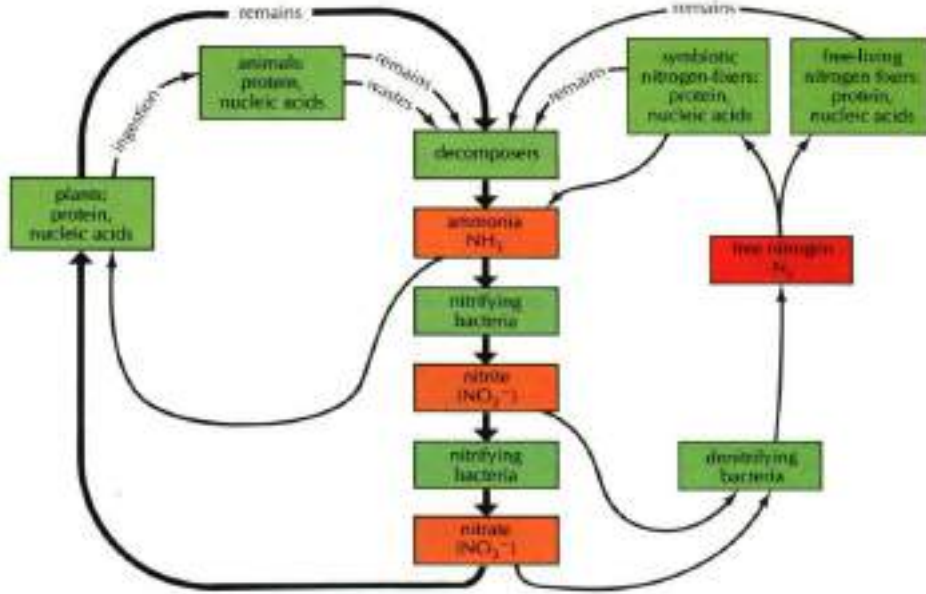 remains
remains
animals:
protein,
nucleic acids
remains
wastes
ingestion
symbiotic
nitrogen-fixers:
protein,
nucleic acids
free-living
nitrogen fixers:
protein,
nucleic acids
remains
decomposers
plants:
protein,
nucleic acids
ammonia
NH₃
free nitrogen
N₂
nitrifying
bacteria
nitrite
(NO₂⁻)
nitrifying
bacteria
denitrifying
bacteria
nitrate
(NO₃⁻)